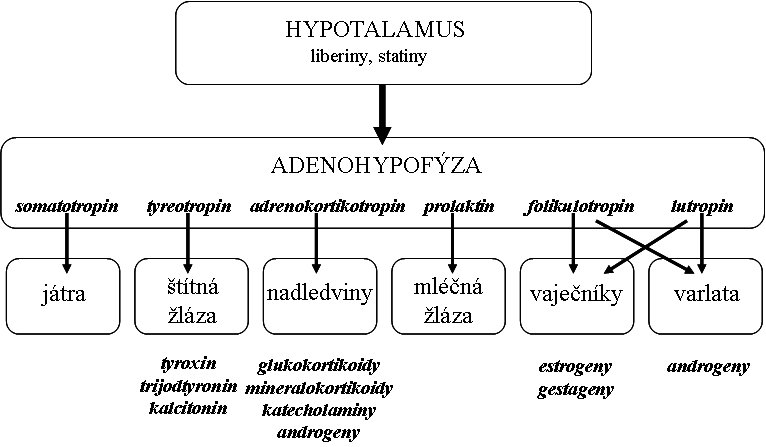 HYPOTALAMUS
liberiny, statiny
ADENOHYPOFÝZA
somatotropin tyreotropin adrenokortikotropin prolaktin folikulotropin lutropin
játra
štítná
žláza
nadledviny
mléčná
žláza
vaječníky
varlata
tyroxin
trijodtyronin
kalcitonin
glukokortikoidy
mineralokortikoidy
katecholaminy
androgeny
estrogeny
gestageny
androgeny